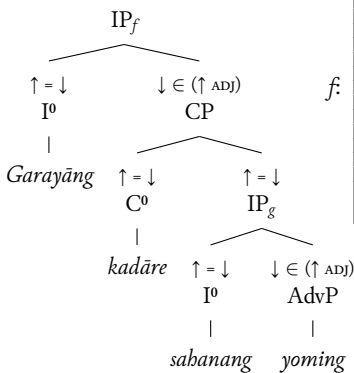 IP_f
↑ = ↓ ↓ ∈ (↑ ADJ) f:
I⁰ CP
Garayāng ↑ = ↓ ↑ = ↓
C⁰ IP_g
kadāre ↑ = ↓ ↓ ∈ (↑ ADJ)
I⁰ AdvP
sahanang yoming